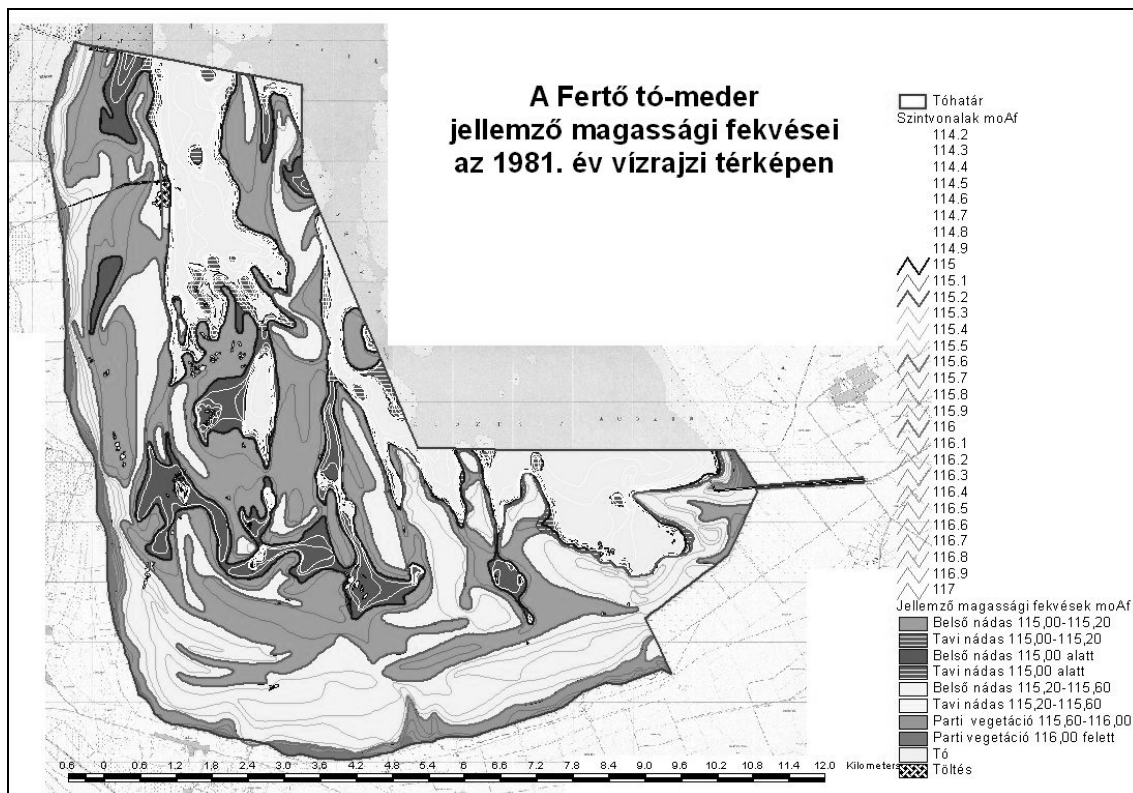 A Fertő tó-meder
jellemző magassági fekvései
az 1981. év vízrajzi térképen
Tóhatár
Szintvonalak moAf
114.2
114.3
114.4
114.5
114.6
114.7
114.8
114.9
115
115.1
115.2
115.3
115.4
115.5
115.6
115.7
115.8
115.9
116
116.1
116.2
116.3
116.4
116.5
116.6
116.7
116.8
116.9
117
Jellemző magassági fekvések moAf
Belső nádas 115,00-115,20
Tavi nádas 115,00-115,20
Belső nádas 115,00 alatt
Tavi nádas 115,00 alatt
Belső nádas 115,20-115,60
Tavi nádas 115,20-115,60
Parti vegetáció 115,60-116,00
Parti vegetáció 116,00 felett
Tó
Töltés
0.6 0 0.6 1.2 1.8 2.4 3 3.6 4.2 4.8 5.4 6 6.6 7.2 7.8 8.4 9 9.6 10.2 10.8 11.4 12.0 Kilometers